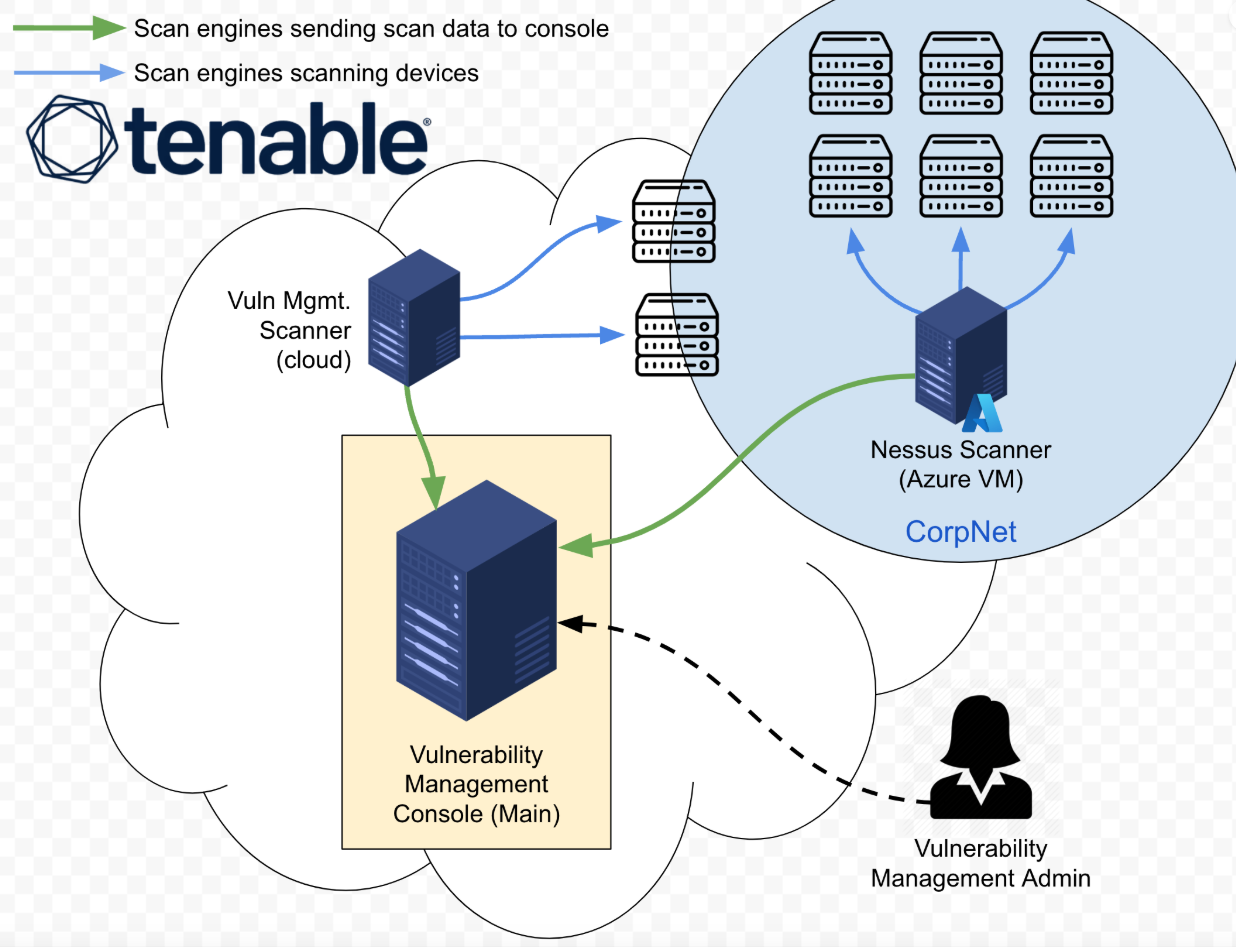 Scan engines sending scan data to console
Scan engines scanning devices
tenable®
Vuln Mgmt.
Scanner
(cloud)
Nessus Scanner
(Azure VM)
CorpNet
Vulnerability
Management
Console (Main)
Vulnerability
Management Admin